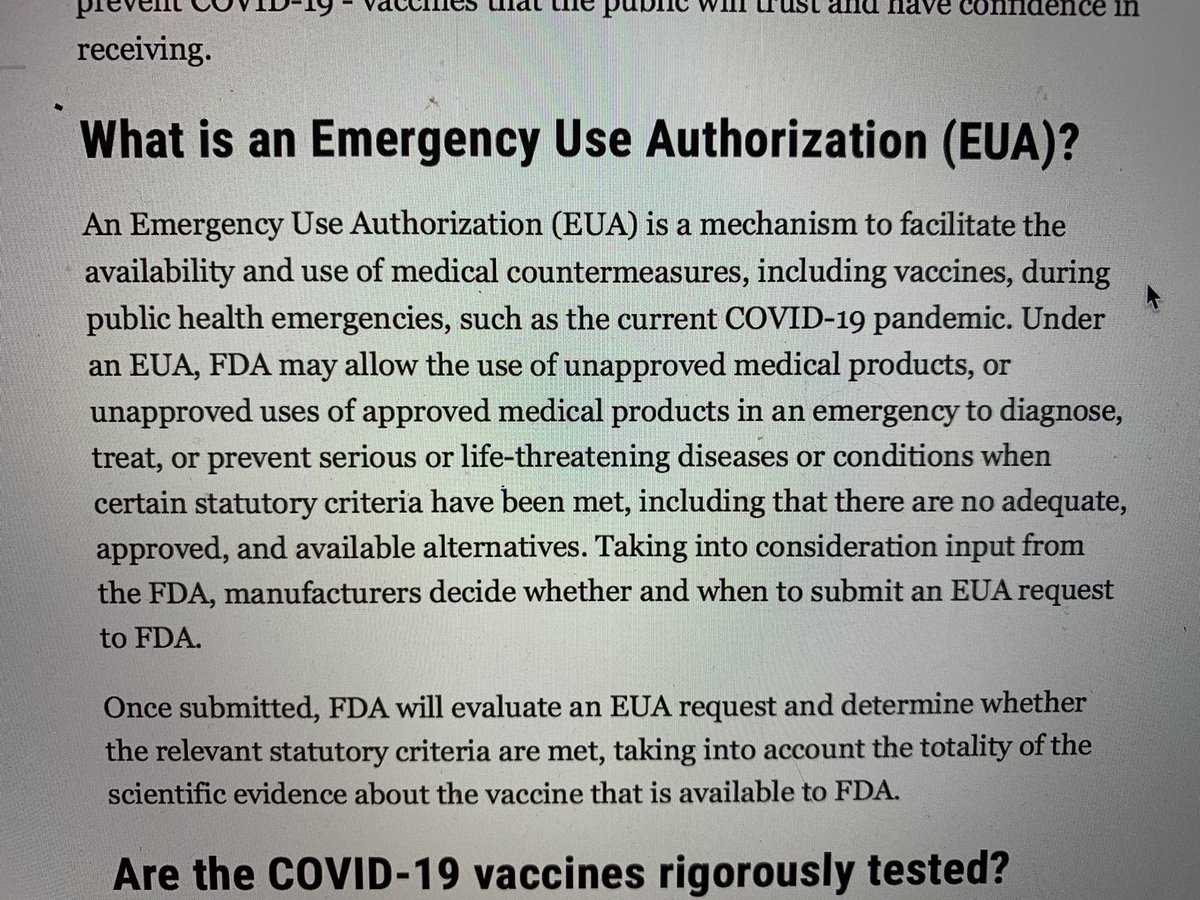 prevent COVID-19 - vaccines that the public will trust and have confidence in
receiving.
What is an Emergency Use Authorization (EUA)?
An Emergency Use Authorization (EUA) is a mechanism to facilitate the
availability and use of medical countermeasures, including vaccines, during
public health emergencies, such as the current COVID-19 pandemic. Under
an EUA, FDA may allow the use of unapproved medical products, or
unapproved uses of approved medical products in an emergency to diagnose,
treat, or prevent serious or life-threatening diseases or conditions when
certain statutory criteria have been met, including that there are no adequate,
approved, and available alternatives. Taking into consideration input from
the FDA, manufacturers decide whether and when to submit an EUA request
to FDA.
Once submitted, FDA will evaluate an EUA request and determine whether
the relevant statutory criteria are met, taking into account the totality of the
scientific evidence about the vaccine that is available to FDA.
Are the COVID-19 vaccines rigorously tested?